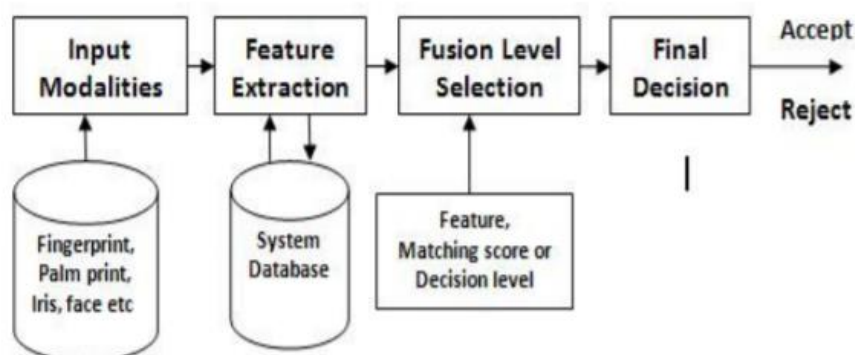 Input
Modalities
Feature
Extraction
Fusion Level
Selection
Final
Decision
Accept
Reject
Fingerprint,
Palm print,
Iris, face etc
System
Database
Feature,
Matching score or
Decision level